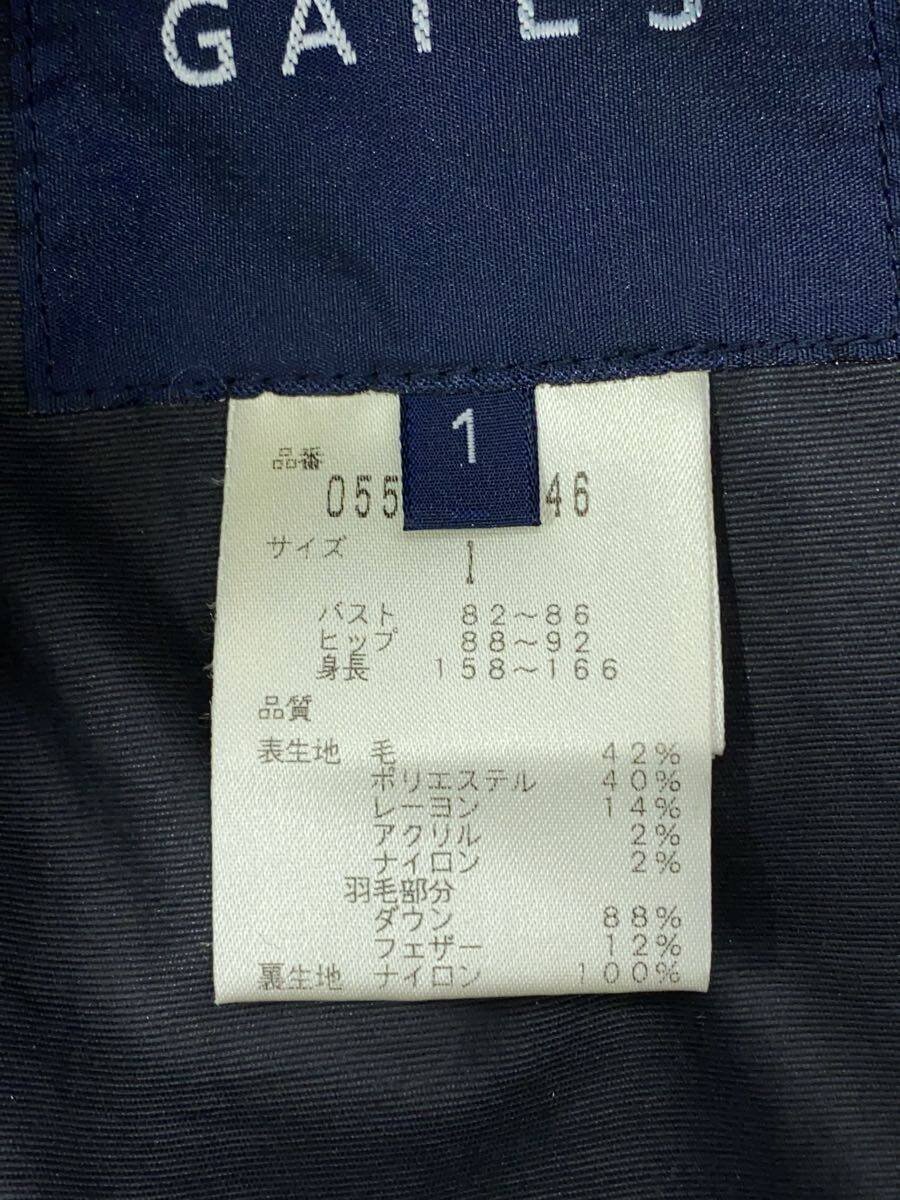 GATES
1
品番
055 46
サイズ
1
バスト 82～86
ヒップ 88～92
身長 158～166
品質
表生地 毛 42%
ポリエステル 40%
レーヨン 14%
アクリル 2%
ナイロン 2%
羽毛部分
ダウン 88%
フェザー 12%
裏生地 ナイロン 100%